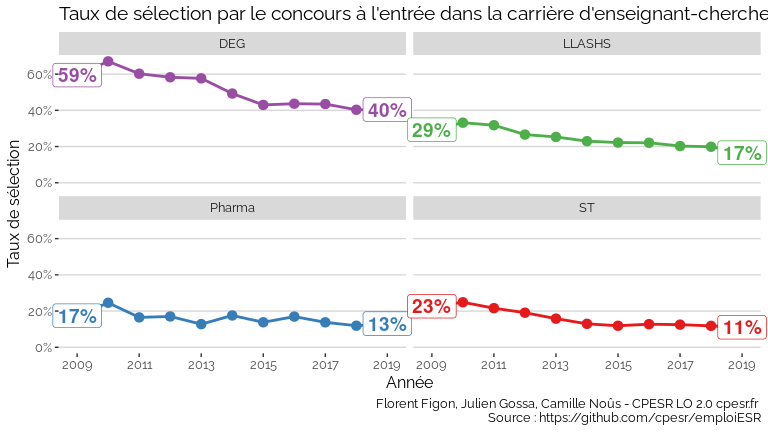 Taux de sélection par le concours à l'entrée dans la carrière d'enseignant-cherche
DEG
LLASHS
60%
40%
20%
0%
59%
40%
29%
17%
Taux de sélection
Pharma
ST
60%
40%
20%
0%
17%
13%
23%
11%
2009 2011 2013 2015 2017 2019 2009 2011 2013 2015 2017 2019
Année
Florent Figon, Julien Gossa, Camille Noûs - CPESR LO 2.0 cpesr.fr
Source : https://github.com/cpesr/emploiESR